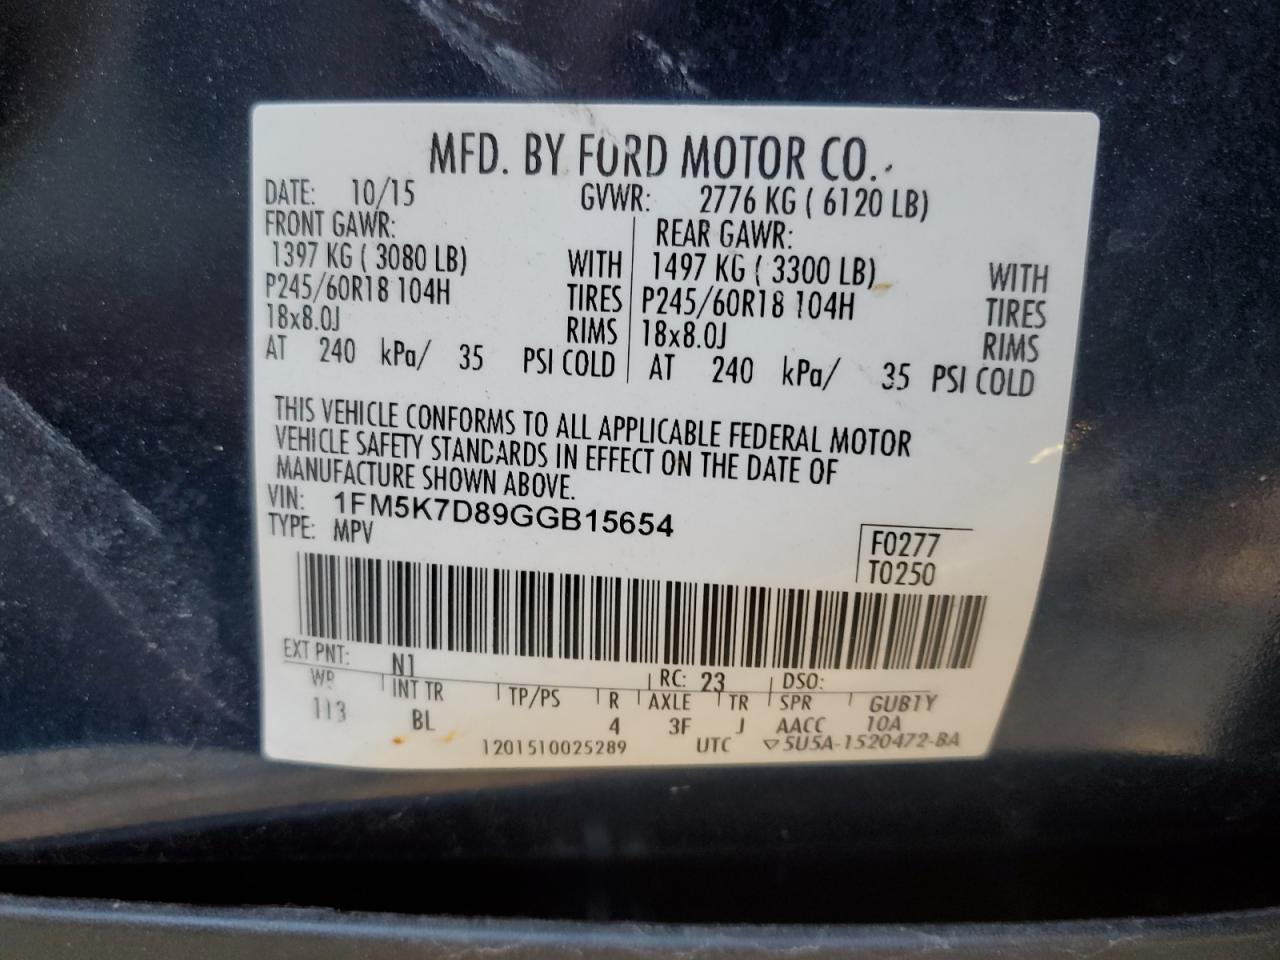 MFD. BY FORD MOTOR CO.
DATE: 10/15 GVWR: 2776 KG ( 6120 LB)
FRONT GAWR: REAR GAWR:
1397 KG ( 3080 LB) WITH 1497 KG ( 3300 LB) WITH
P245/60R18 104H TIRES P245/60R18 104H TIRES
18x8.0J RIMS 18x8.0J RIMS
AT 240 kPa/ 35 PSI COLD AT 240 kPa/ 35 PSI COLD
THIS VEHICLE CONFORMS TO ALL APPLICABLE FEDERAL MOTOR
VEHICLE SAFETY STANDARDS IN EFFECT ON THE DATE OF
MANUFACTURE SHOWN ABOVE.
VIN: 1FM5K7D89GGB15654
TYPE: MPV
F0277
T0250
EXT PNT: N1 RC: 23 DSO:
WB INT TR TP/PS R AXLE TR SPR GUB1Y
113 BL 4 3F J AACC 10A
1201510025289 UTC ▽5U5A-1520472-BA